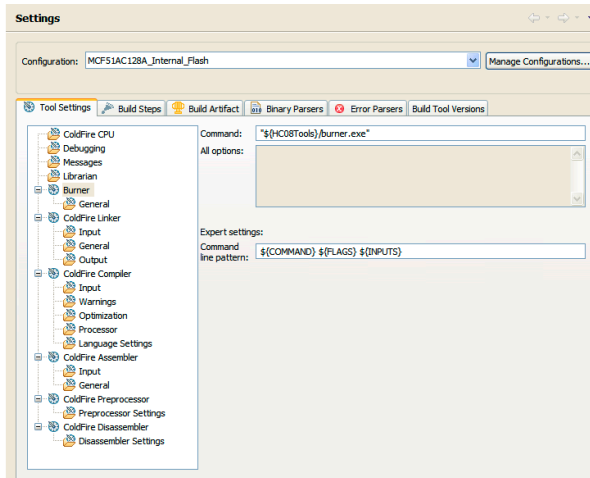 Settings
Configuration: MCF51AC128A_Internal_Flash Manage Configurations...
Tool Settings Build Steps Build Artifact Binary Parsers Error Parsers Build Tool Versions
ColdFire CPU
Debugging
Messages
Librarian
Burner
General
ColdFire Linker
Input
General
Output
ColdFire Compiler
Input
Warnings
Optimization
Processor
Language Settings
ColdFire Assembler
Input
General
ColdFire Preprocessor
Preprocessor Settings
ColdFire Disassembler
Disassembler Settings
Command: "${HC08Tools}/burner.exe"
All options:
Expert settings:
Command
line pattern: ${COMMAND} ${FLAGS} ${INPUTS}